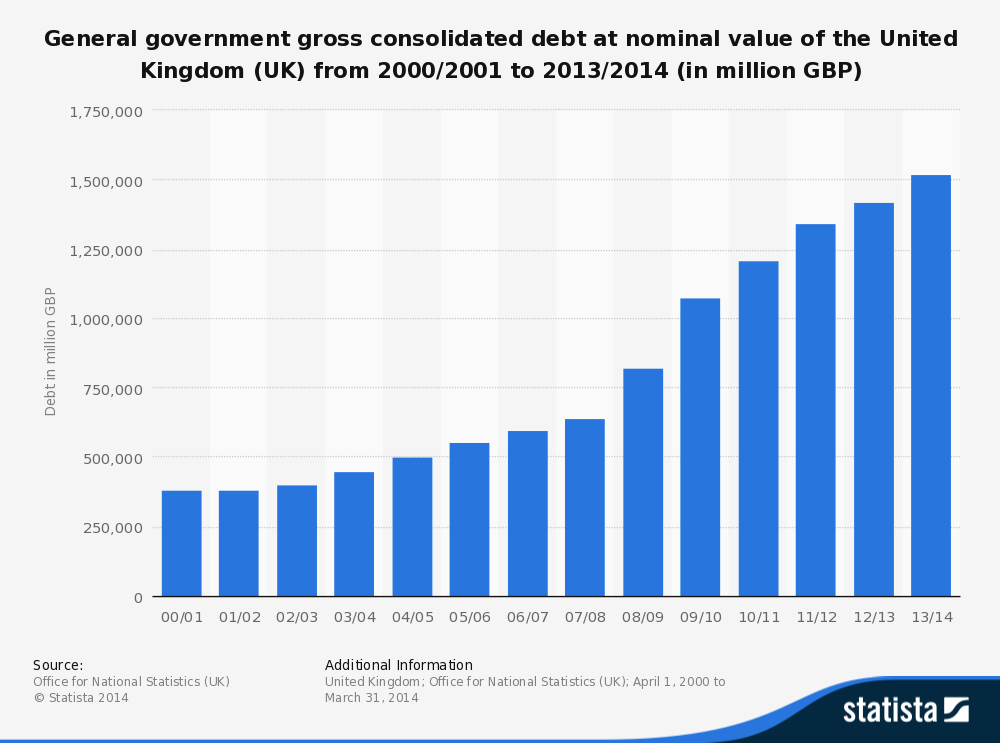 General government gross consolidated debt at nominal value of the United
Kingdom (UK) from 2000/2001 to 2013/2014 (in million GBP)
1,750,000
1,500,000
1,250,000
1,000,000
750,000
500,000
250,000
0
Debt in million GBP
00/01 01/02 02/03 03/04 04/05 05/06 06/07 07/08 08/09 09/10 10/11 11/12 12/13 13/14
Source:
Office for National Statistics (UK)
© Statista 2014
Additional Information
United Kingdom; Office for National Statistics (UK); April 1, 2000 to
March 31, 2014
statista